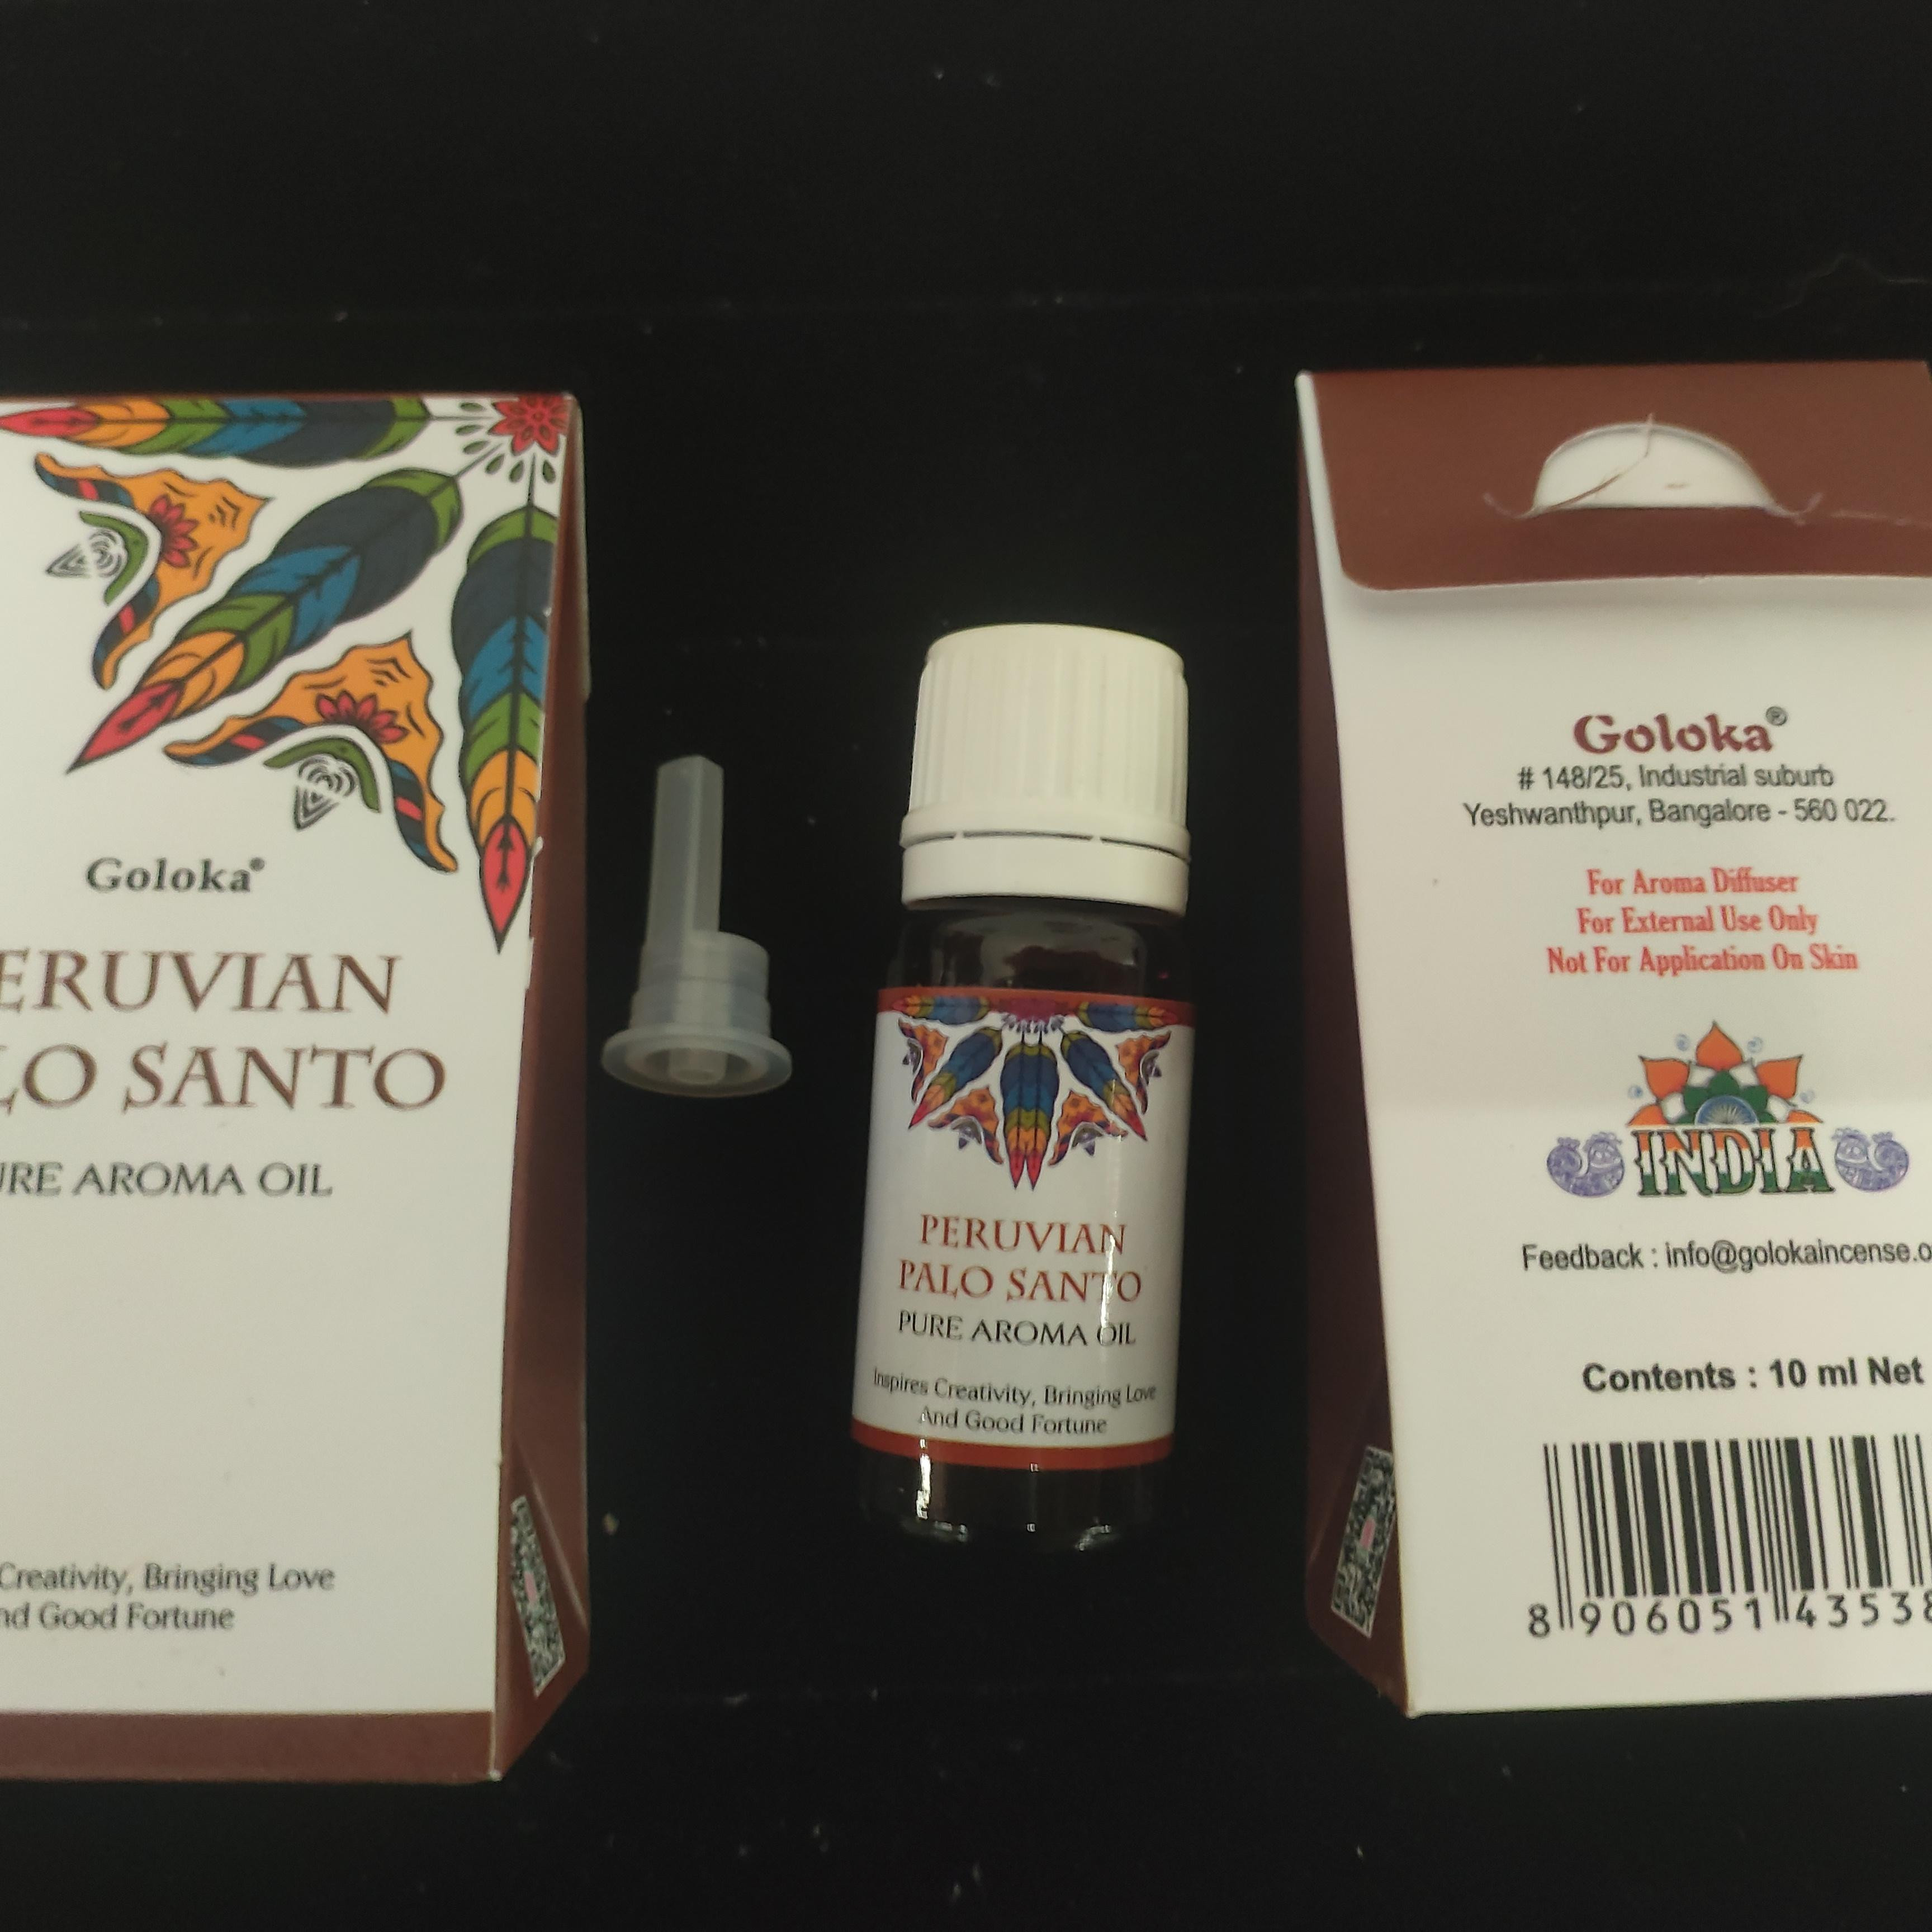 Goloka®
ERUVIAN
LO SANTO
URE AROMA OIL
Creativity, Bringing Love
nd Good Fortune
PERUVIAN
PALO SANTO
PURE AROMA OIL
Inspires Creativity, Bringing Love
And Good Fortune
Goloka®
# 148/25, Industrial suburb
Yeshwanthpur, Bangalore - 560 022.
For Aroma Diffuser
For External Use Only
Not For Application On Skin
INDIA
Feedback : info@golokaincense.o
Contents : 10 ml Net
8 906051 43538